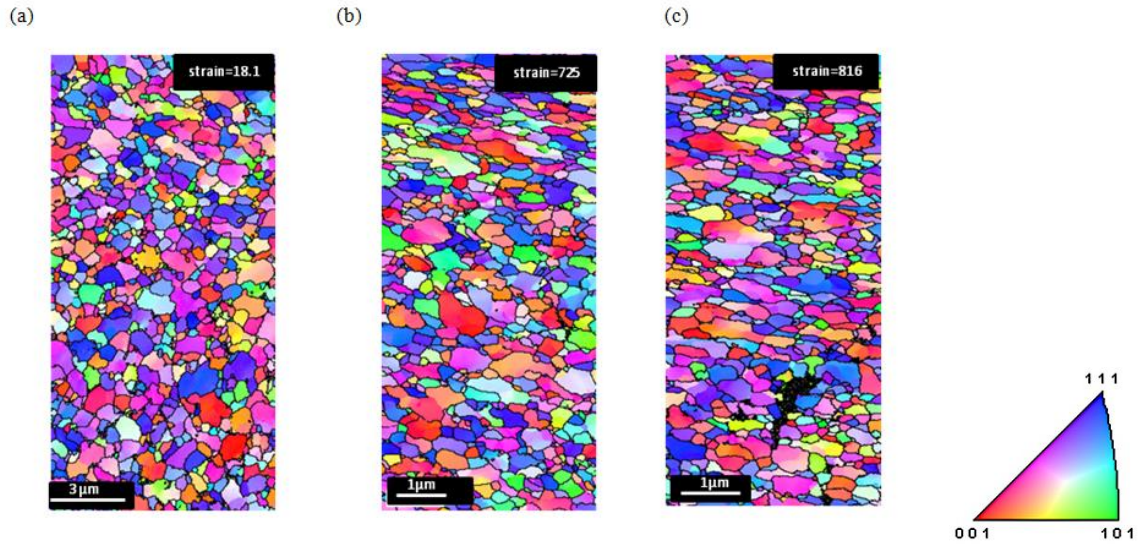 (a)
(b)
(c)
strain=18.1
strain=725
strain=816
3µm
1µm
1µm
1 1 1
0 0 1
1 0 1